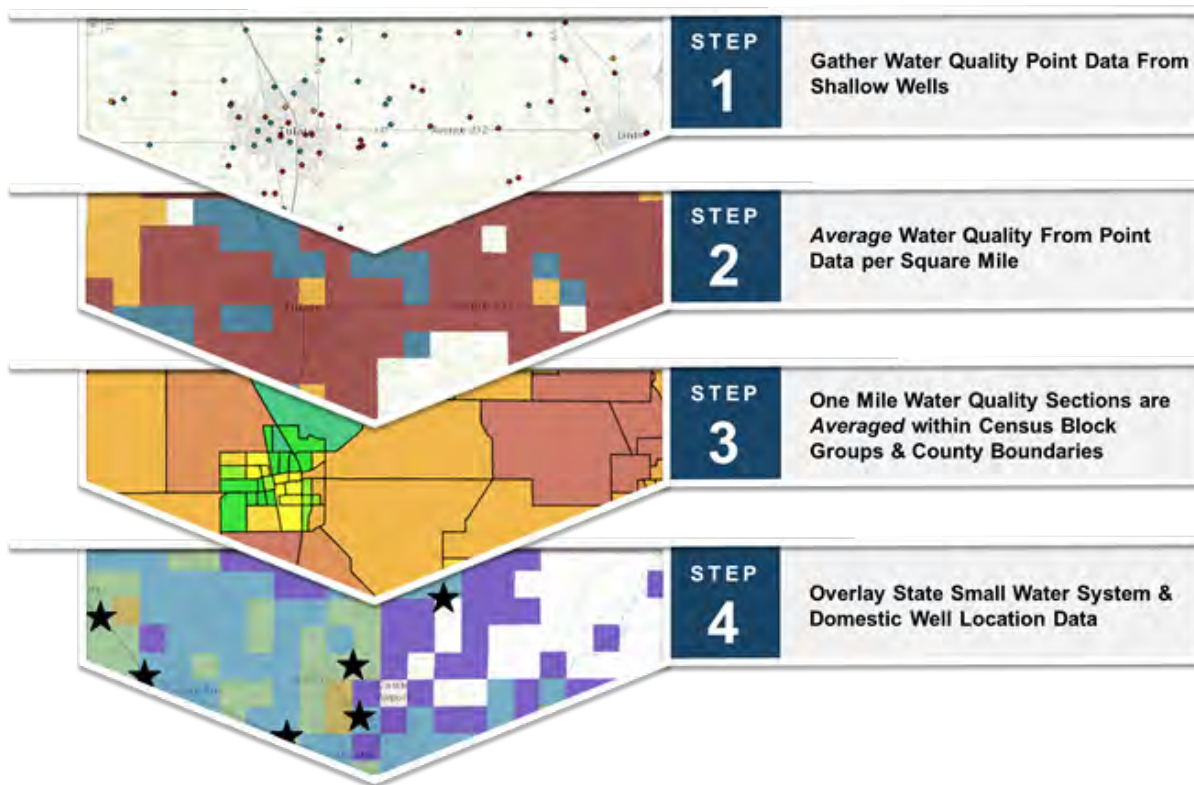 STEP
1
Gather Water Quality Point Data From
Shallow Wells
STEP
2
Average Water Quality From Point
Data per Square Mile
STEP
3
One Mile Water Quality Sections are
Averaged within Census Block
Groups & County Boundaries
STEP
4
Overlay State Small Water System &
Domestic Well Location Data